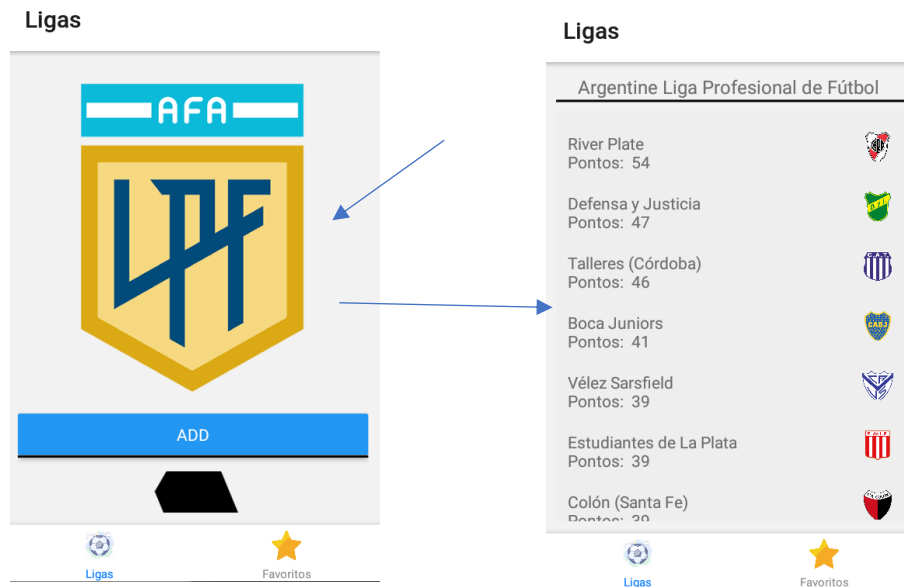 Ligas
AFA
LPF
ADD
Ligas
Favoritos
Ligas
Argentine Liga Profesional de Fútbol
River Plate
Pontos: 54
Defensa y Justicia
Pontos: 47
Talleres (Córdoba)
Pontos: 46
Boca Juniors
Pontos: 41
Vélez Sarsfield
Pontos: 39
Estudiantes de La Plata
Pontos: 39
Colón (Santa Fe)
Pontos: 39
Ligas
Favoritos